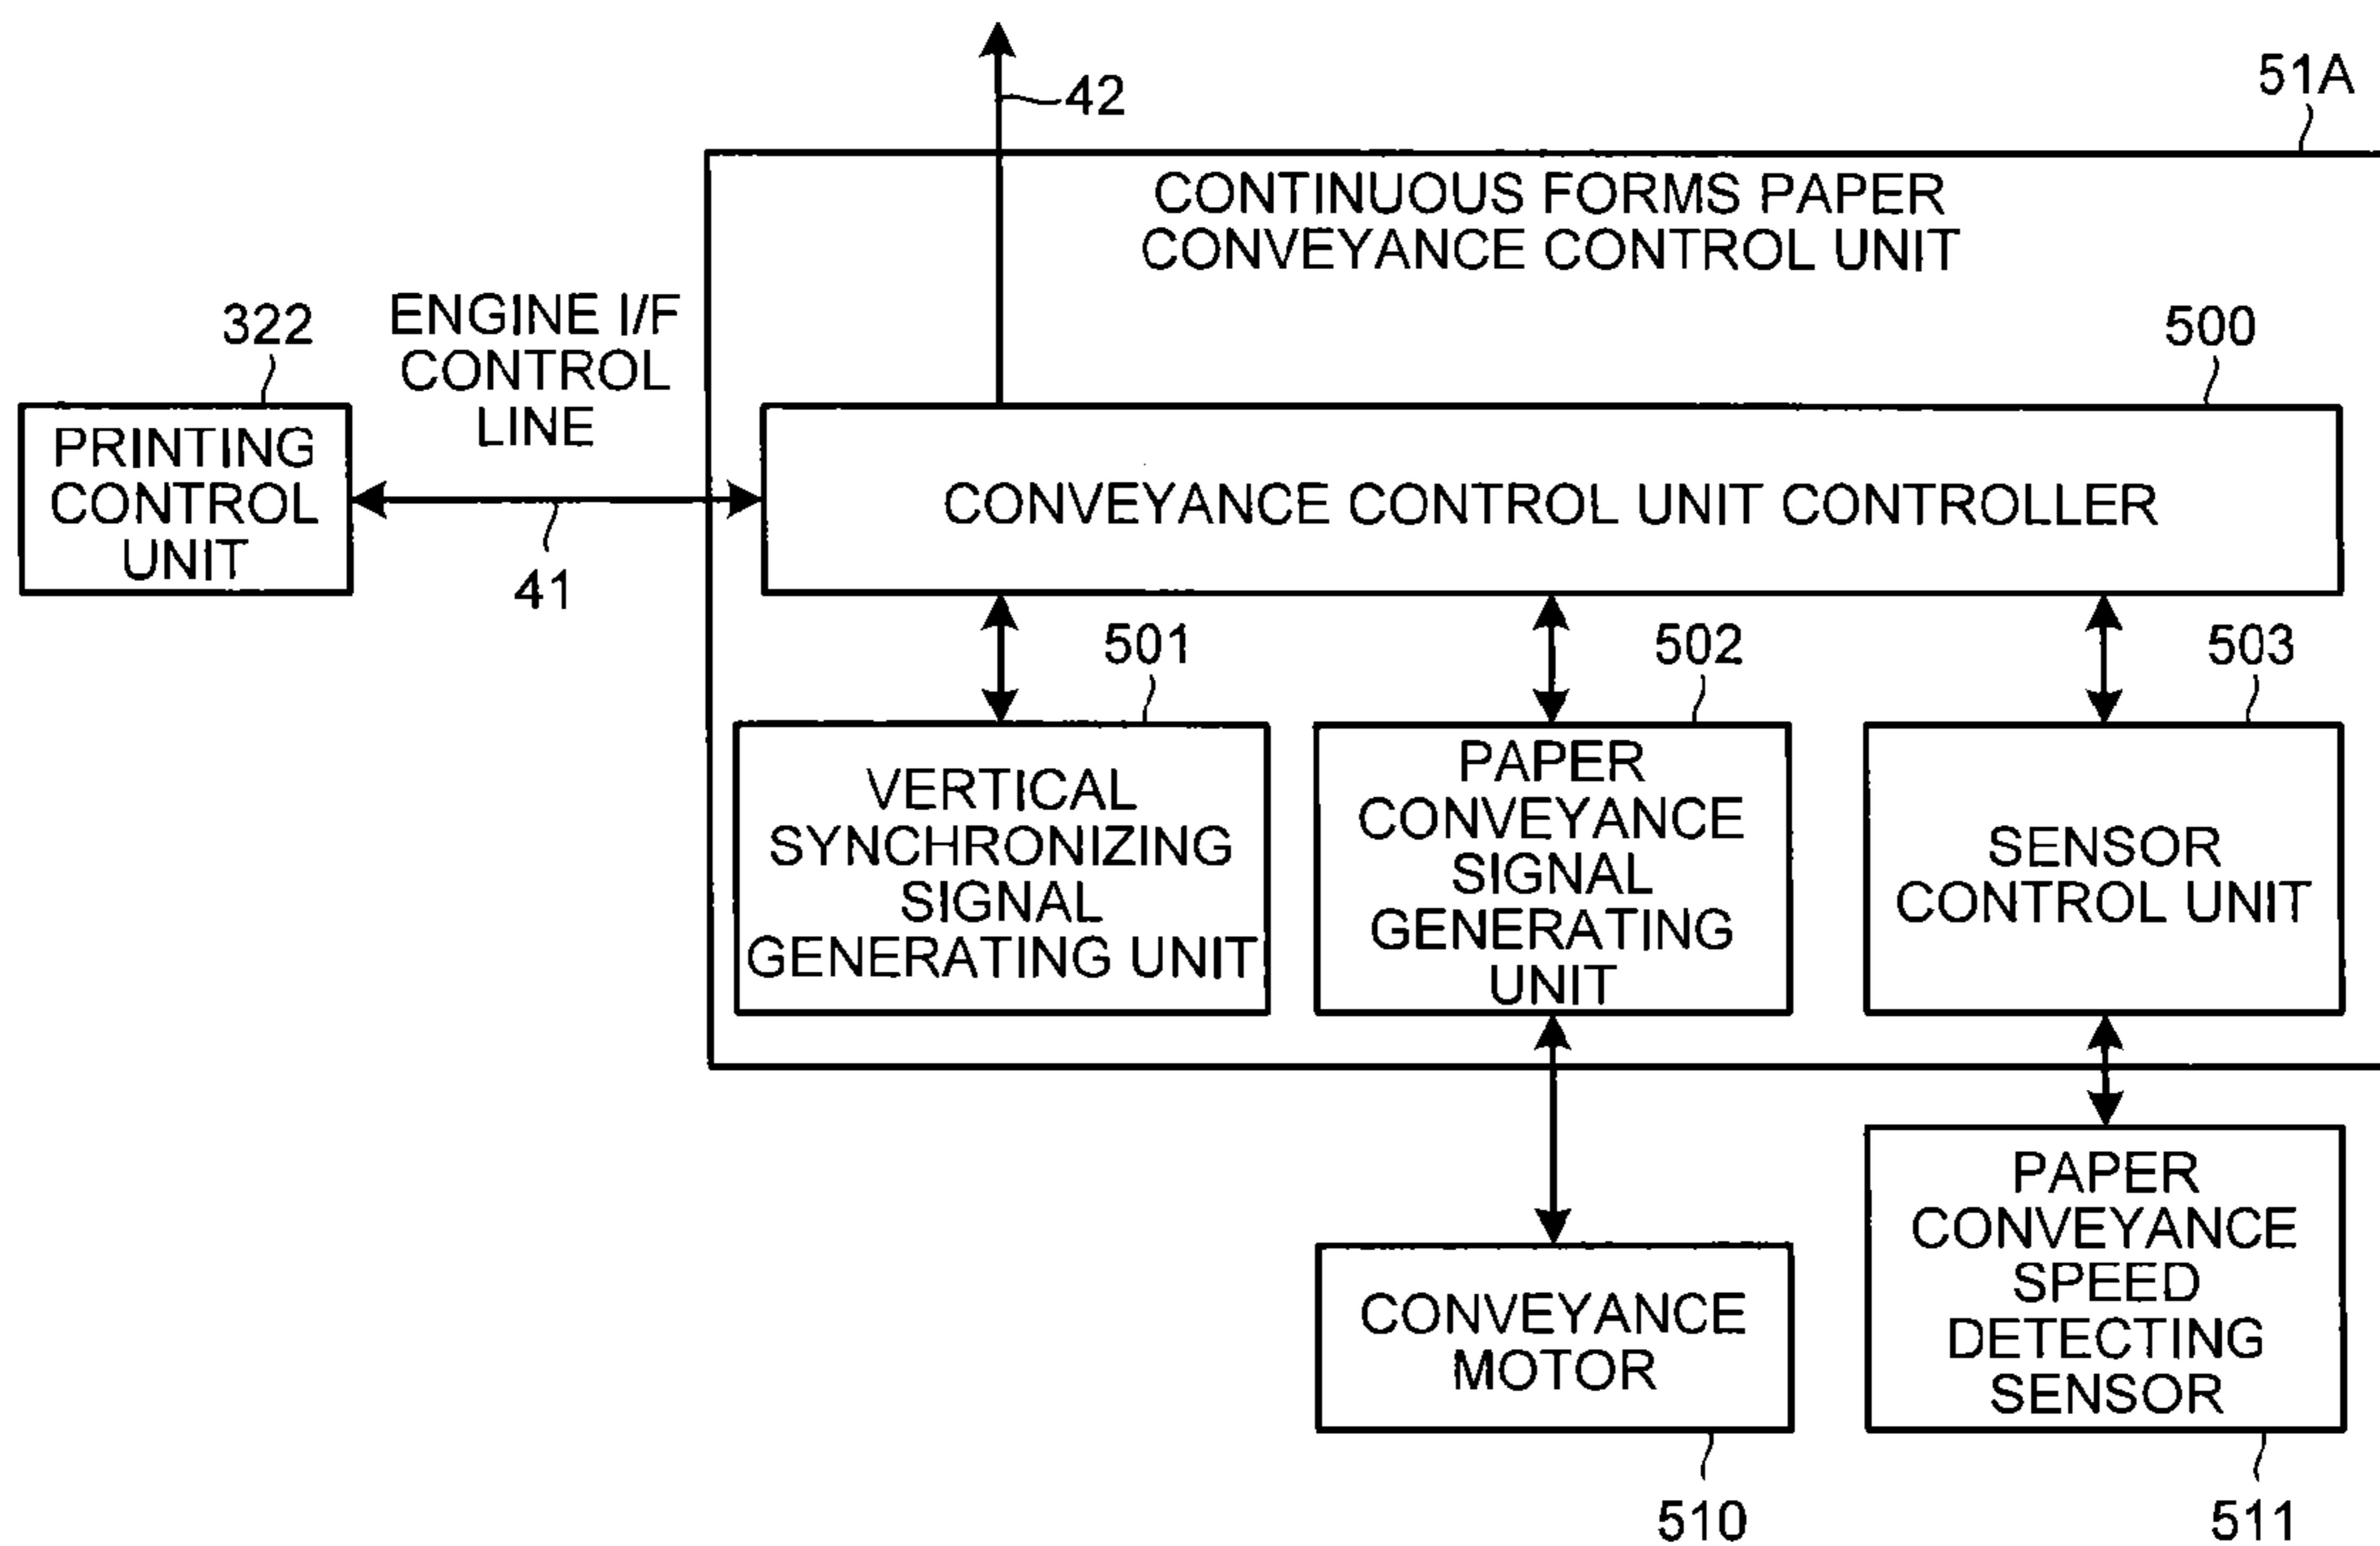 42
51A
CONTINUOUS FORMS PAPER
CONVEYANCE CONTROL UNIT
ENGINE I/F
CONTROL
LINE
322
500
PRINTING
CONTROL
UNIT
41
CONVEYANCE CONTROL UNIT CONTROLLER
501
502
503
VERTICAL
SYNCHRONIZING
SIGNAL
GENERATING UNIT
PAPER
CONVEYANCE
SIGNAL
GENERATING
UNIT
SENSOR
CONTROL UNIT
CONVEYANCE
MOTOR
PAPER
CONVEYANCE
SPEED
DETECTING
SENSOR
510
511